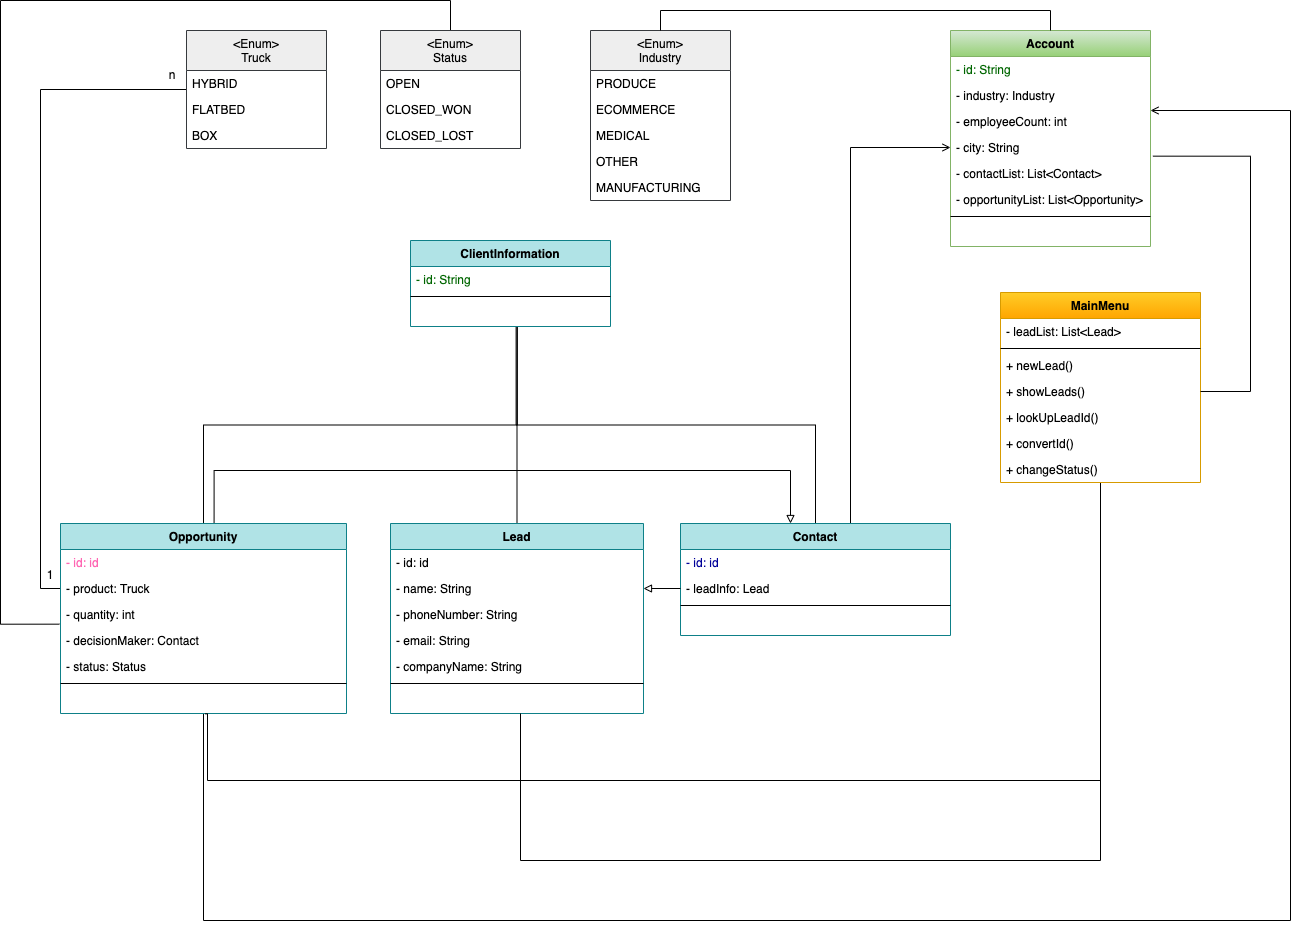 <Enum>
Truck
HYBRID
FLATBED
BOX
n
<Enum>
Status
OPEN
CLOSED_WON
CLOSED_LOST
<Enum>
Industry
PRODUCE
ECOMMERCE
MEDICAL
OTHER
MANUFACTURING
Account
- id: String
- industry: Industry
- employeeCount: int
- city: String
- contactList: List<Contact>
- opportunityList: List<Opportunity>
ClientInformation
- id: String
MainMenu
- leadList: List<Lead>
+ newLead()
+ showLeads()
+ lookUpLeadId()
+ convertId()
+ changeStatus()
1
Opportunity
- id: id
- product: Truck
- quantity: int
- decisionMaker: Contact
- status: Status
Lead
- id: id
- name: String
- phoneNumber: String
- email: String
- companyName: String
Contact
- id: id
- leadInfo: Lead